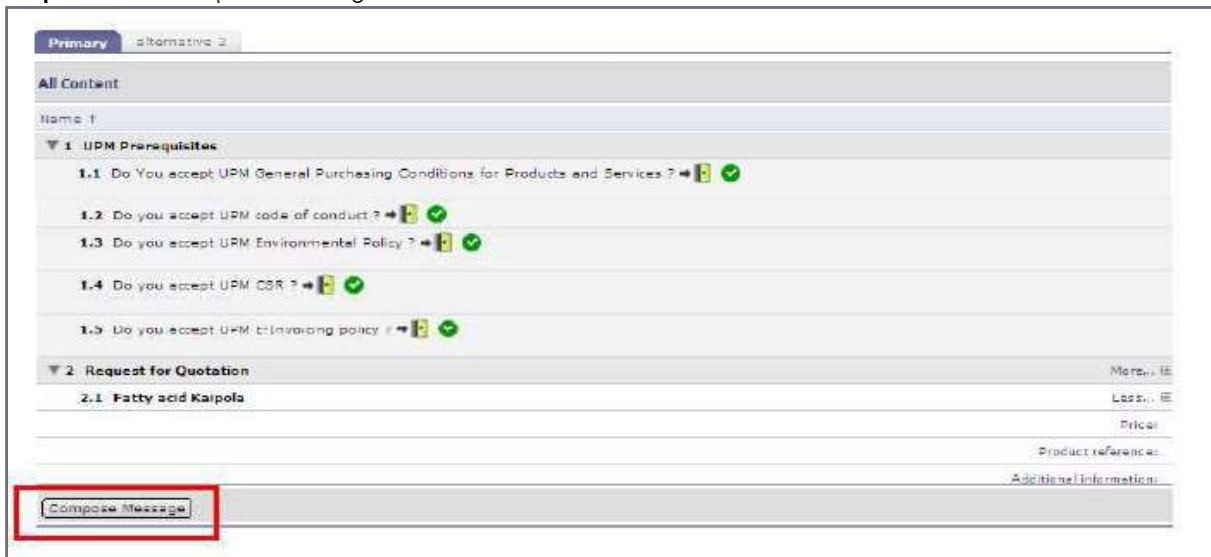 Primary alternative 2
All Content
Name ↑
▼ 1 UPM Prerequisites
1.1 Do You accept UPM General Purchasing Conditions for Products and Services ?
1.2 Do you accept UPM code of conduct ?
1.3 Do you accept UPM Environmental Policy ?
1.4 Do you accept UPM CSR ?
1.5 Do you accept UPM E-Invoicing policy ?
▼ 2 Request for Quotation More...
2.1 Fatty acid Kaipola Less...
Price:
Product reference:
Additional information:
Compose Message